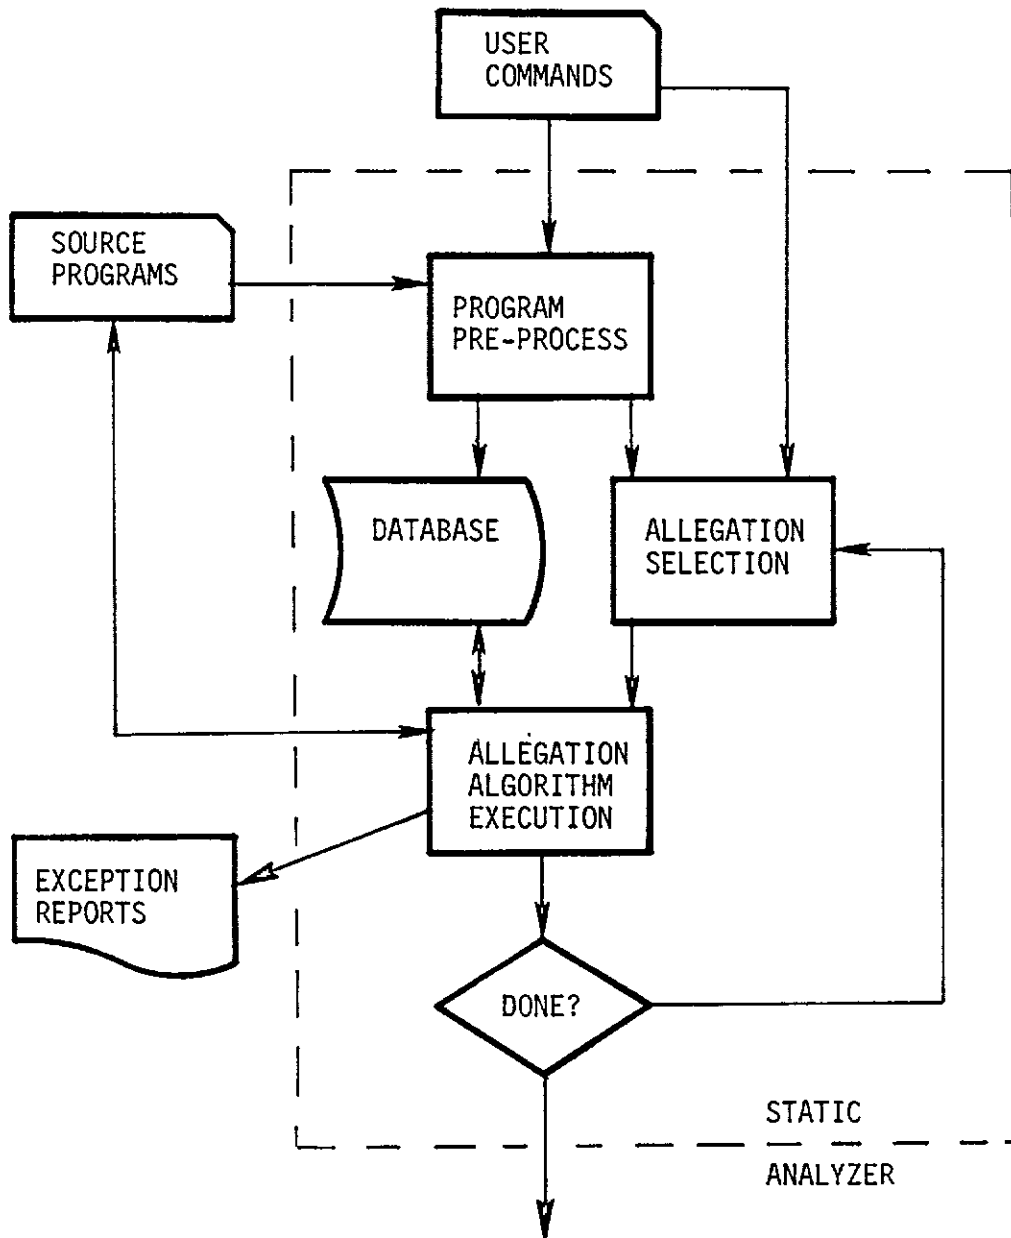 USER
COMMANDS
SOURCE
PROGRAMS
PROGRAM
PRE-PROCESS
DATABASE
ALLEGATION
SELECTION
ALLEGATION
ALGORITHM
EXECUTION
EXCEPTION
REPORTS
DONE?
STATIC
ANALYZER